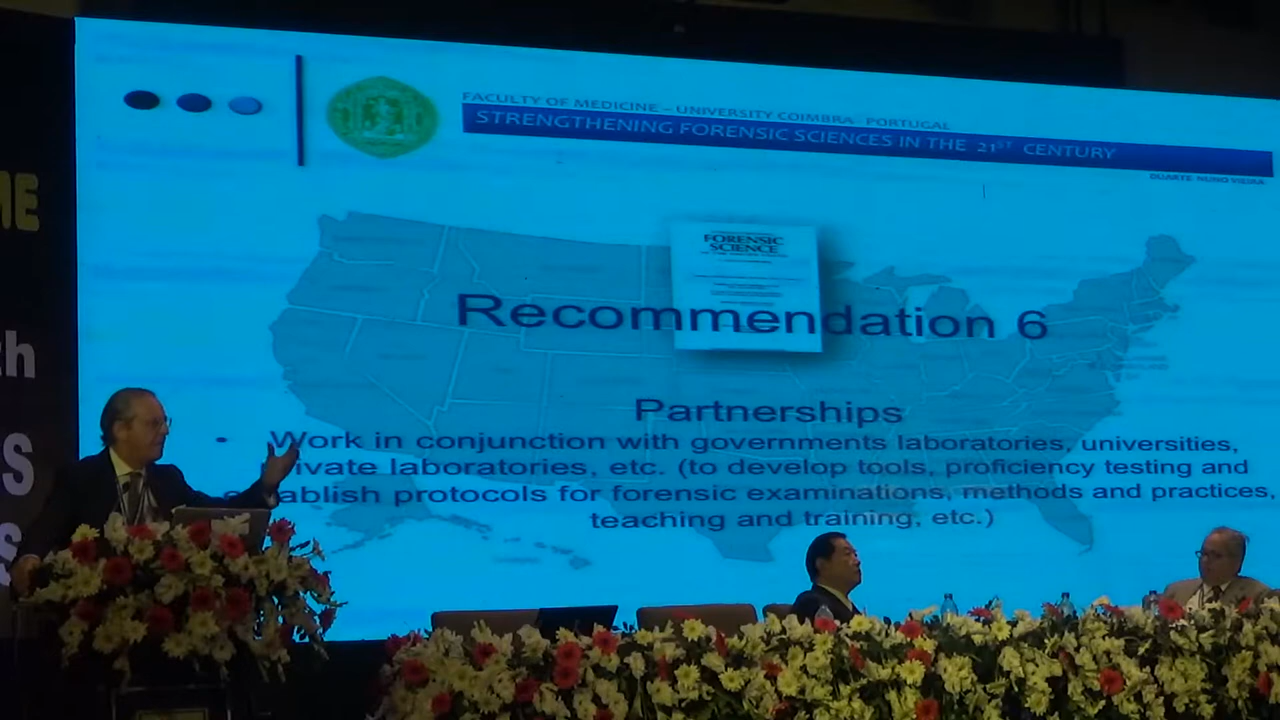 FACULTY OF MEDICINE – UNIVERSITY COIMBRA - PORTUGAL
STRENGTHENING FORENSIC SCIENCES IN THE 21ST CENTURY
DUARTE NUNO VIEIRA
FORENSIC
SCIENCE
Recommendation 6
Partnerships
• Work in conjunction with governments laboratories, universities,
ivate laboratories, etc. (to develop tools, proficiency testing and
ablish protocols for forensic examinations, methods and practices,
teaching and training, etc.)
ME
th
S
S